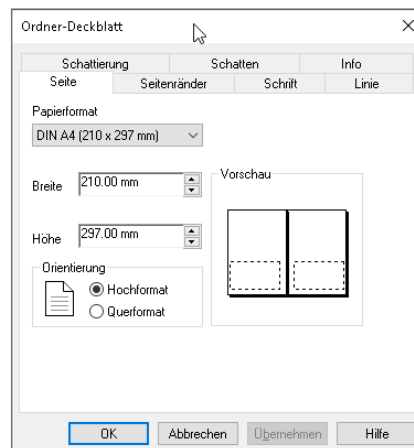 Ordner-Deckblatt
Schattierung Schatten Info
Seite Seitenränder Schrift Linie
Papierformat
DIN A4 (210 x 297 mm)
Breite 210.00 mm
Vorschau
Höhe 297.00 mm
Orientierung
Hochformat
Querformat
OK Abbrechen Übernehmen Hilfe